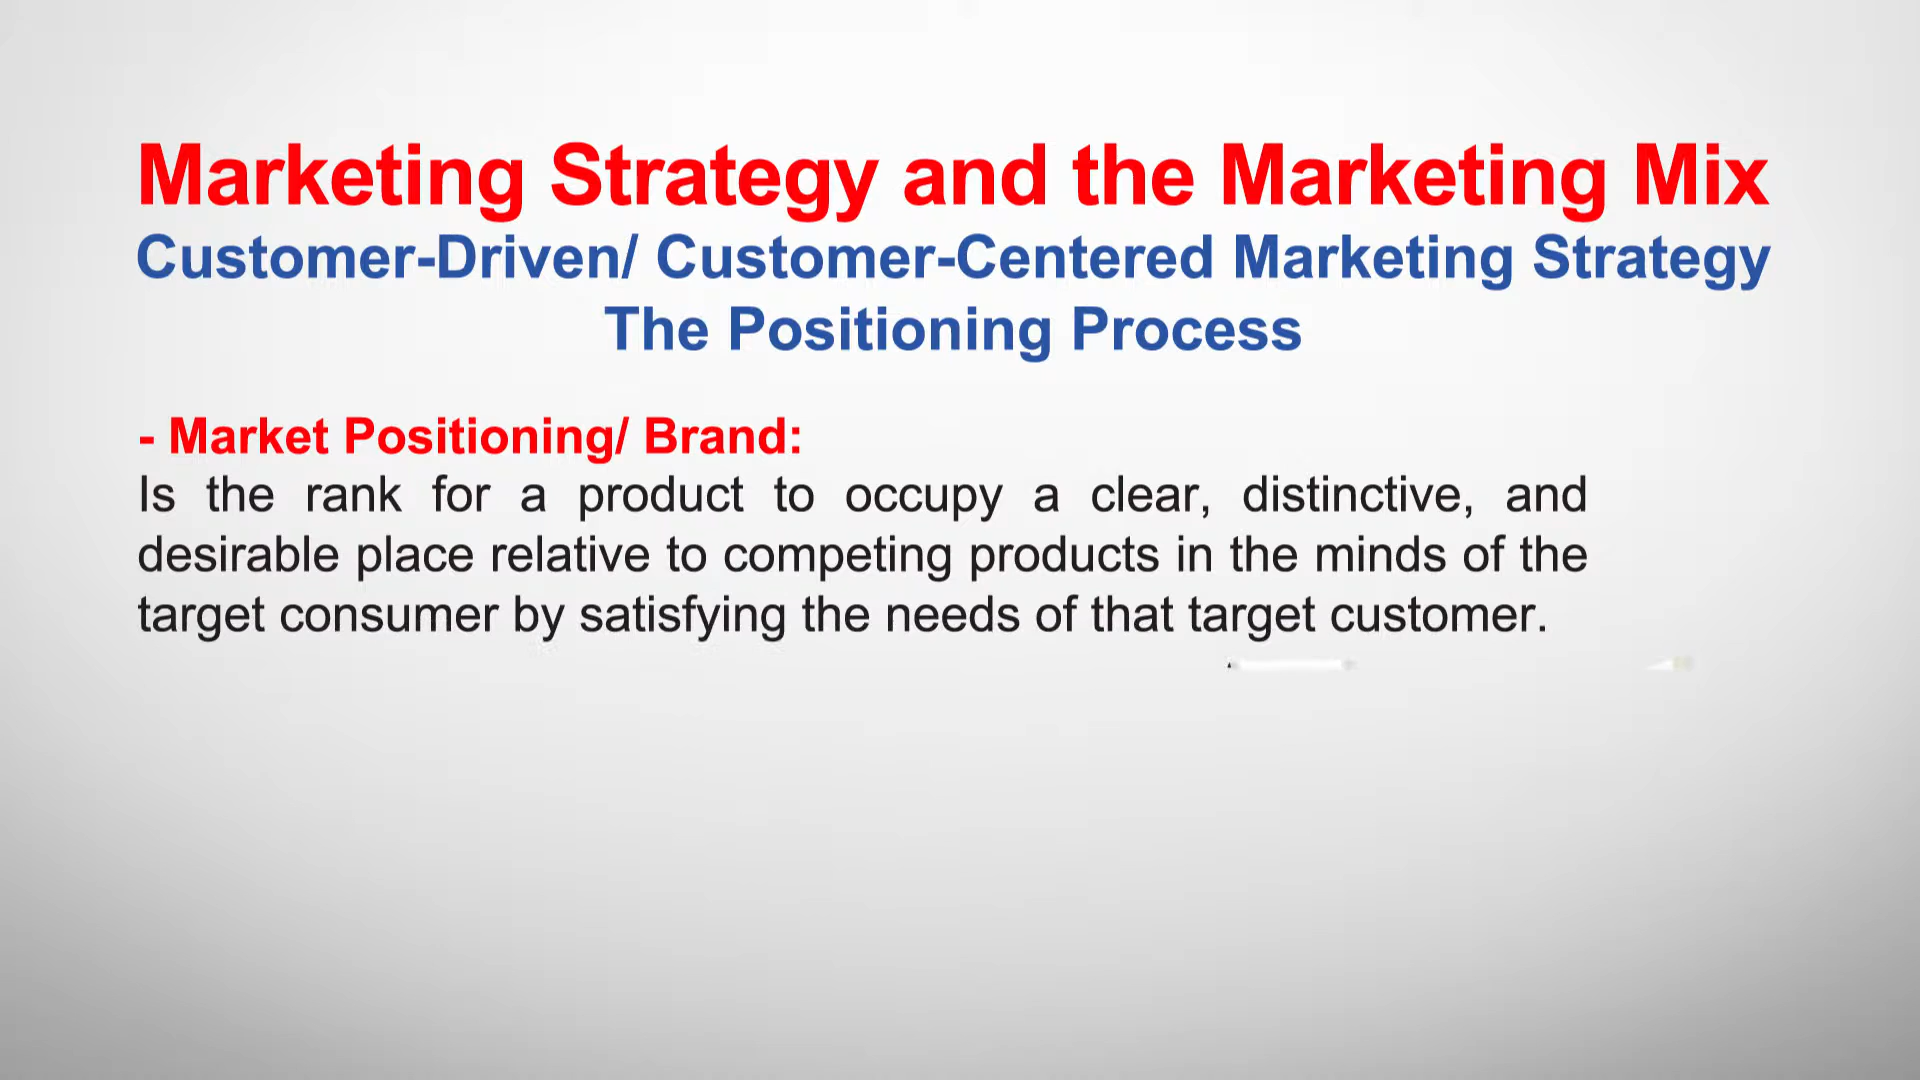 Marketing Strategy and the Marketing Mix
Customer-Driven/ Customer-Centered Marketing Strategy
The Positioning Process
- Market Positioning/ Brand:
Is the rank for a product to occupy a clear, distinctive, and
desirable place relative to competing products in the minds of the
target consumer by satisfying the needs of that target customer.